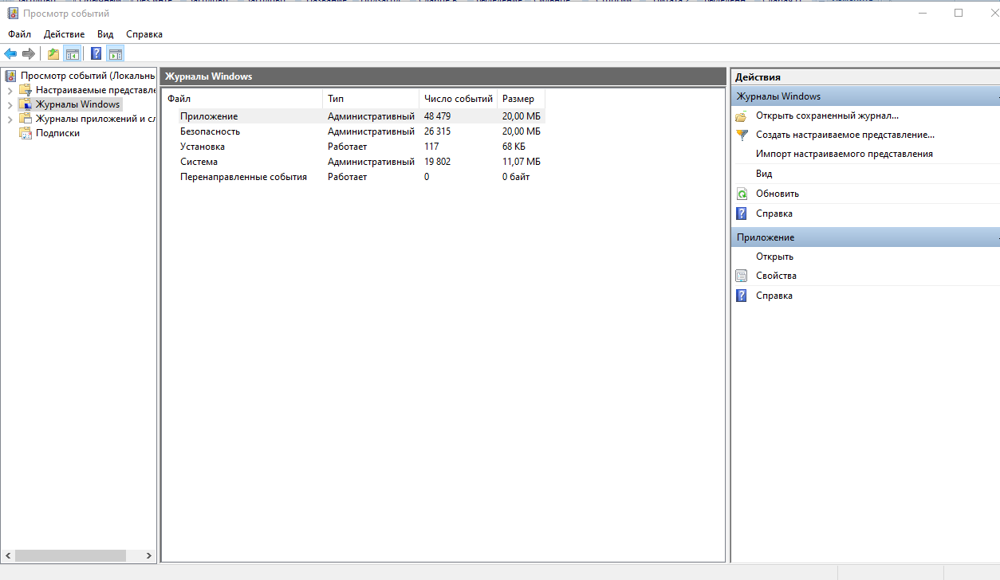 Просмотр событий
Файл Действие Вид Справка
Просмотр событий (Локальны
Настраиваемые представле
Журналы Windows
Журналы приложений и сл
Подписки
Журналы Windows
Файл Тип Число событий Размер
Приложение Административный 48 479 20,00 МБ
Безопасность Административный 26 315 20,00 МБ
Установка Работает 117 68 КБ
Система Административный 19 802 11,07 МБ
Перенаправленные события Работает 0 0 байт
Действия
Журналы Windows
Открыть сохраненный журнал...
Создать настраиваемое представление...
Импорт настраиваемого представления
Вид
Обновить
Справка
Приложение
Открыть
Свойства
Справка